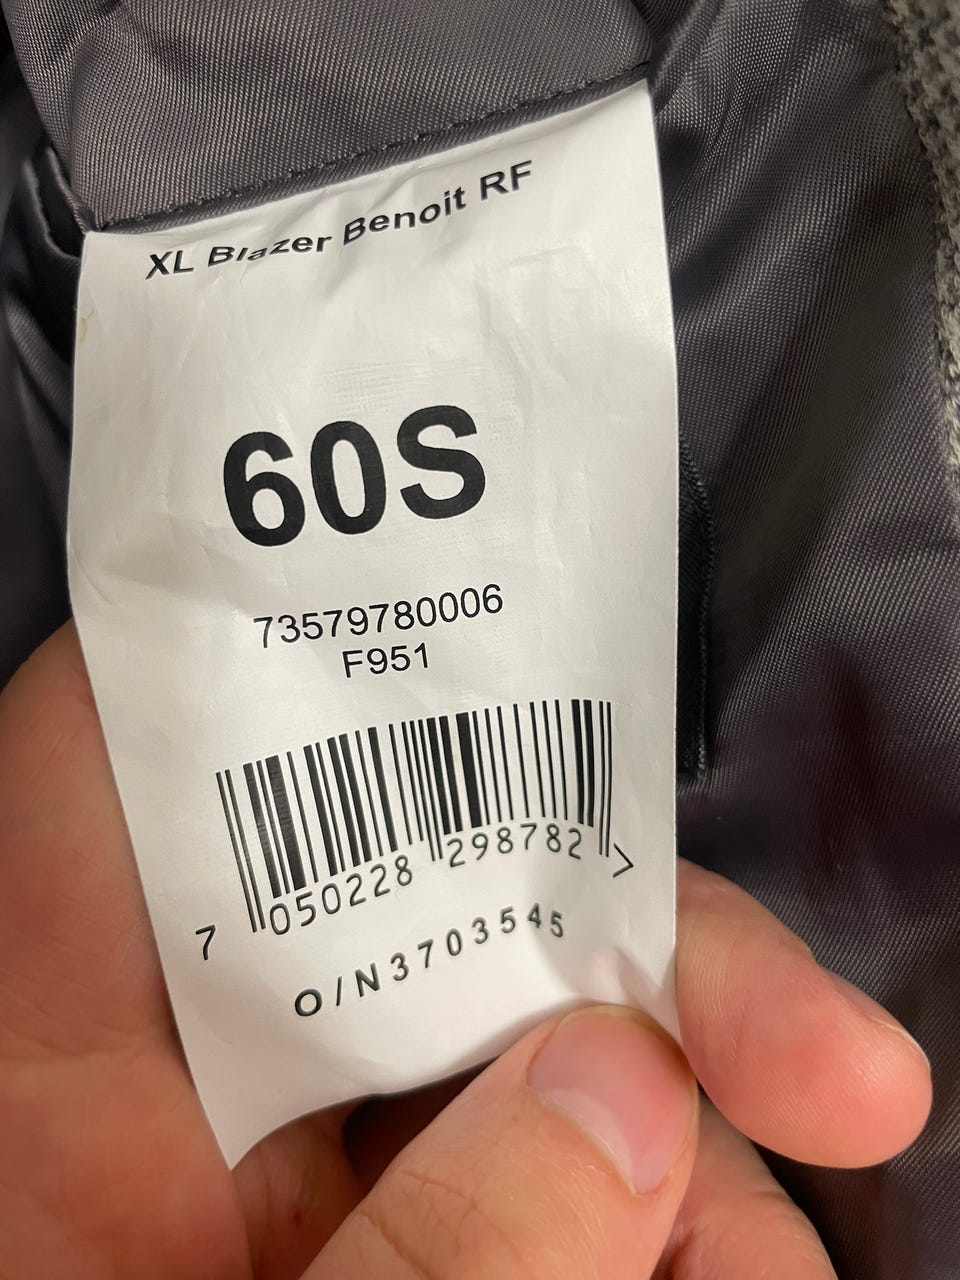 XL Blazer Benoit RF
60S
73579780006
F951
7 050228 298782 >
O/N3703545